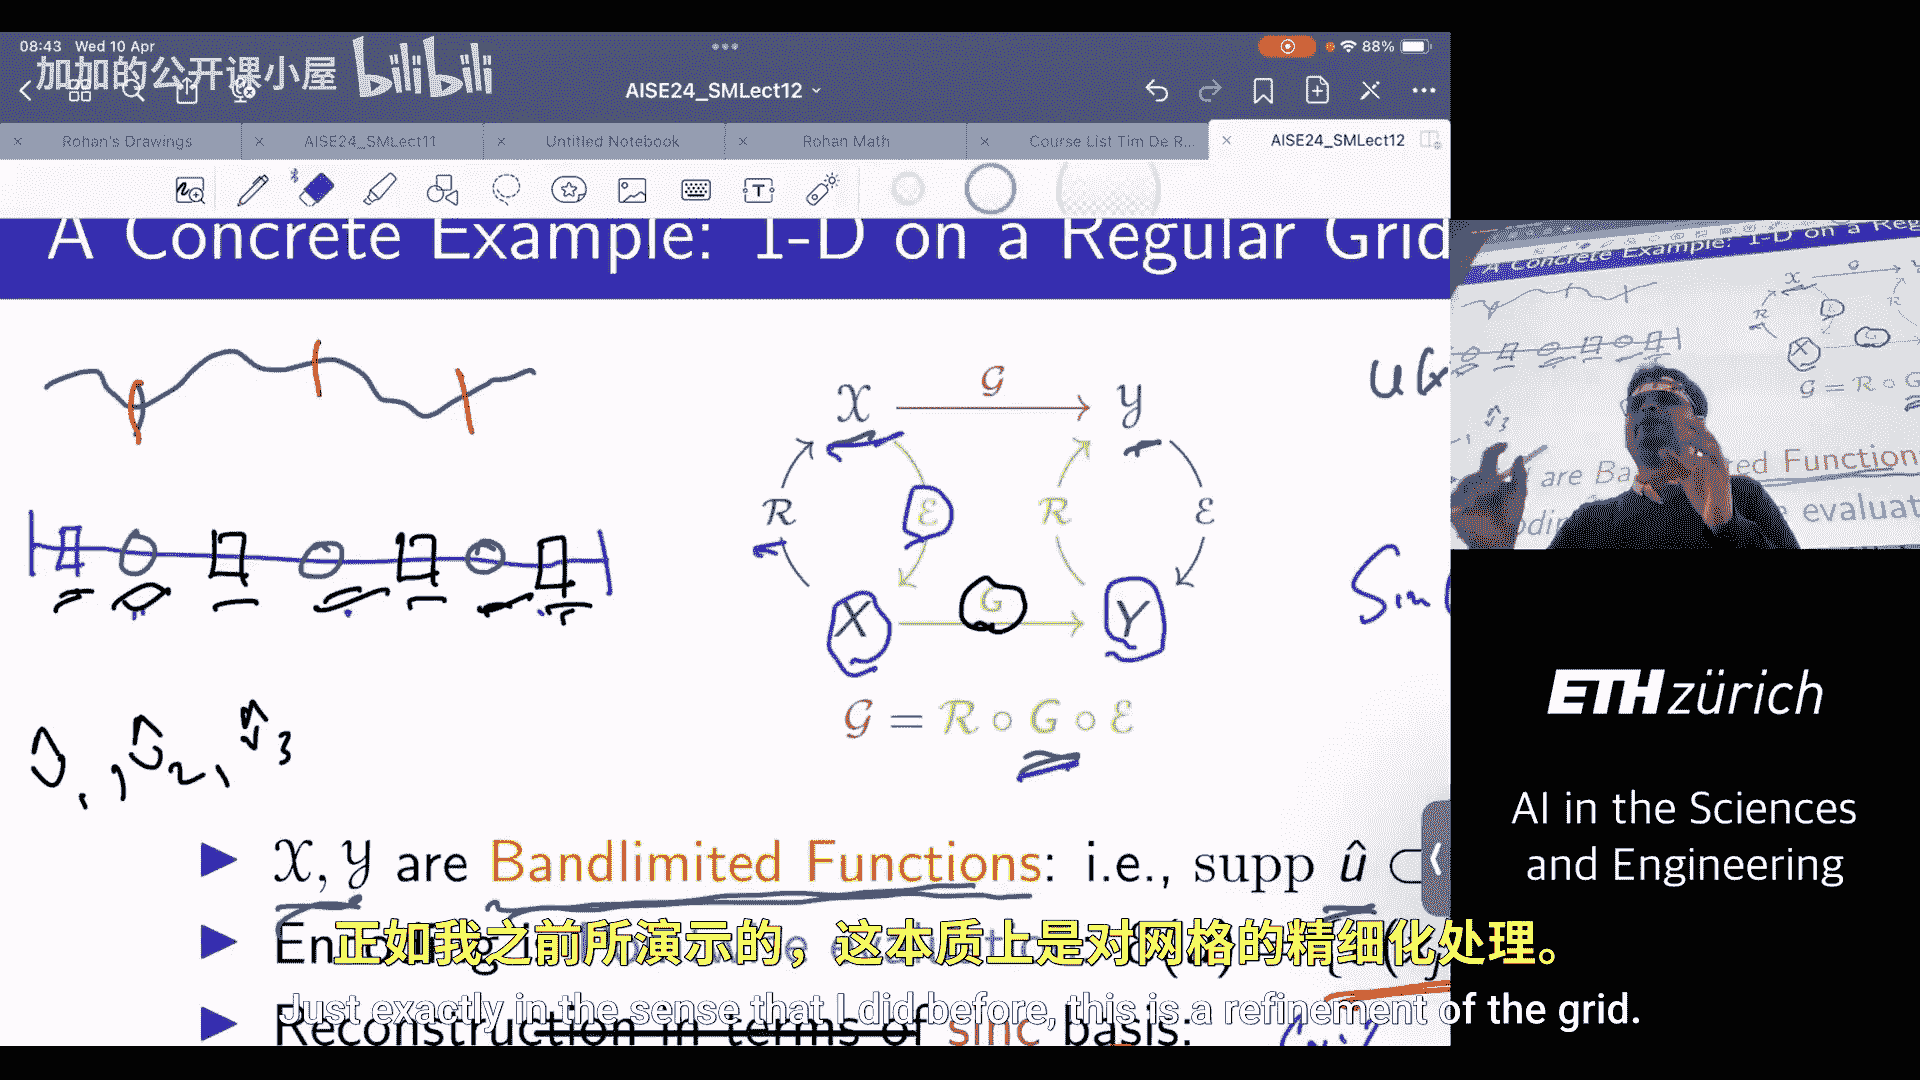 08:43 Wed 10 Apr
88%
加加的公开课小屋 bilibili
AISE24_SMLect12
Rohan's Drawings
AISE24_SMLect11
Untitled Notebook
Rohan Math
Course List Tim De R...
AISE24_SMLect12
A Concrete Example: 1-D on a Regular Grid
𝒳 𝒢 𝒴
ℛ ℰ ℛ ℰ
X G Y
𝒢 = ℛ ∘ G ∘ ℰ
û₁, û₂, û₃
▶ 𝒳, 𝒴 are Bandlimited Functions: i.e., supp û ⊂
▶ Encoding
▶ Reconstruction in terms of sinc basis:
正如我之前所演示的，这本质上是对网格的精细化处理。
Just exactly in the sense that I did before, this is a refinement of the grid.
ETH zürich
AI in the Sciences
and Engineering